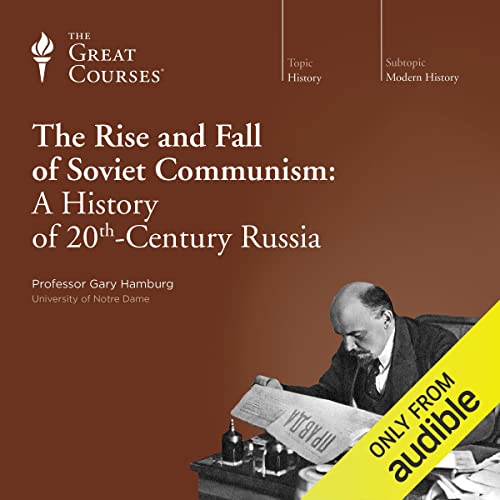 THE
GREAT
COURSES®
Topic
History
Subtopic
Modern History
The Rise and Fall
of Soviet Communism:
A History
of 20th-Century Russia
Professor Gary Hamburg
University of Notre Dame
ПРАВДА
ONLY FROM
audible